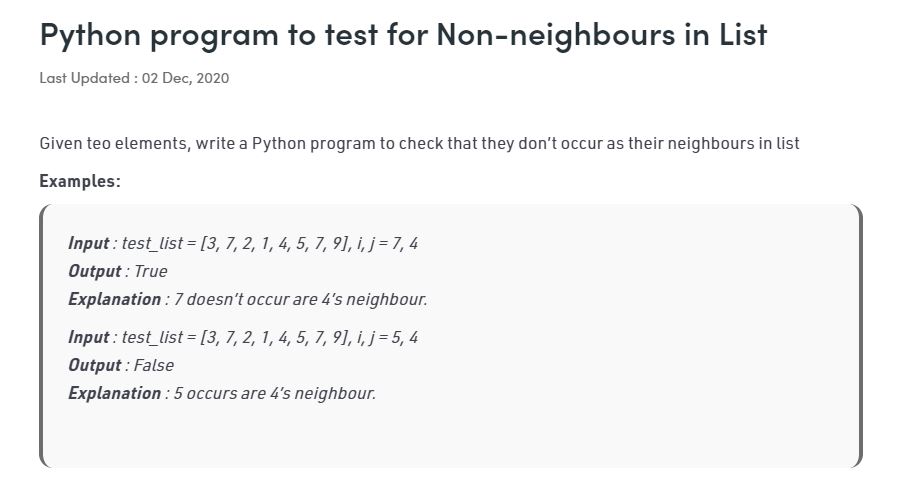 Python program to test for Non-neighbours in List
Last Updated : 02 Dec, 2020
Given teo elements, write a Python program to check that they don't occur as their neighbours in list
Examples:
Input : test_list = [3, 7, 2, 1, 4, 5, 7, 9], i, j = 7, 4
Output : True
Explanation : 7 doesn't occur are 4's neighbour.
Input : test_list = [3, 7, 2, 1, 4, 5, 7, 9], i, j = 5, 4
Output : False
Explanation : 5 occurs are 4's neighbour.